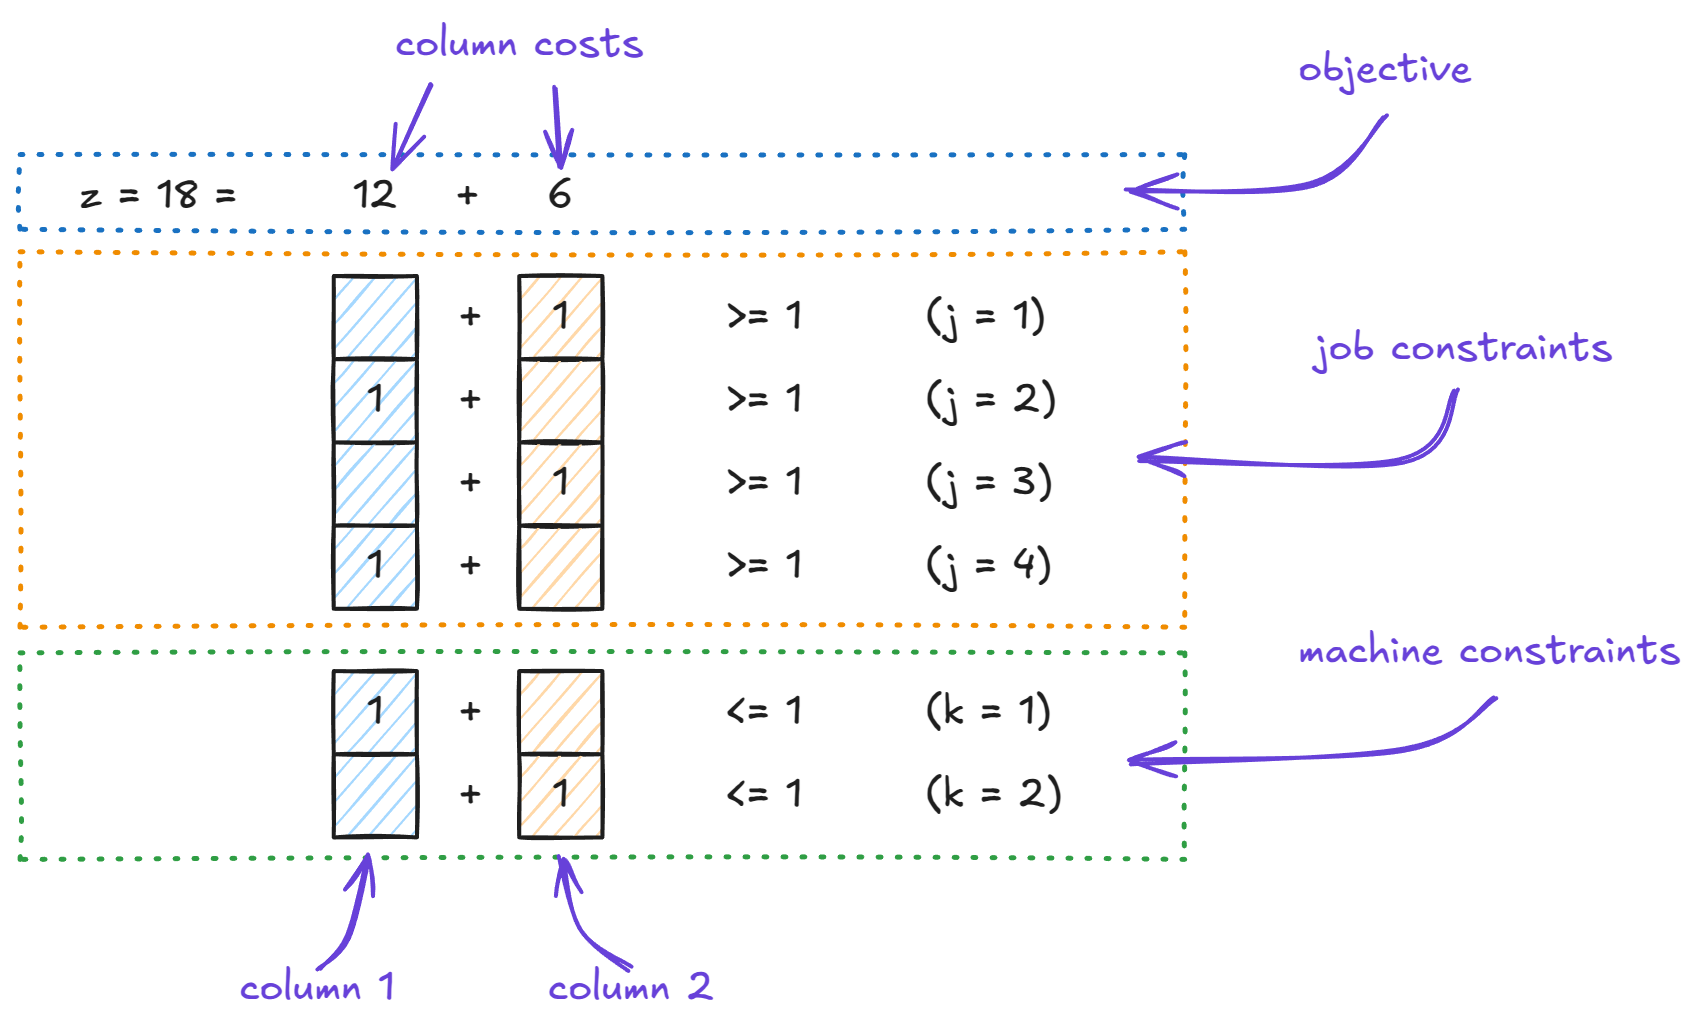 column costs
objective
z = 18 = 12 + 6
+ 1 >= 1 (j = 1)
1 + >= 1 (j = 2)
job constraints
+ 1 >= 1 (j = 3)
1 + >= 1 (j = 4)
machine constraints
1 + <= 1 (k = 1)
+ 1 <= 1 (k = 2)
column 1
column 2